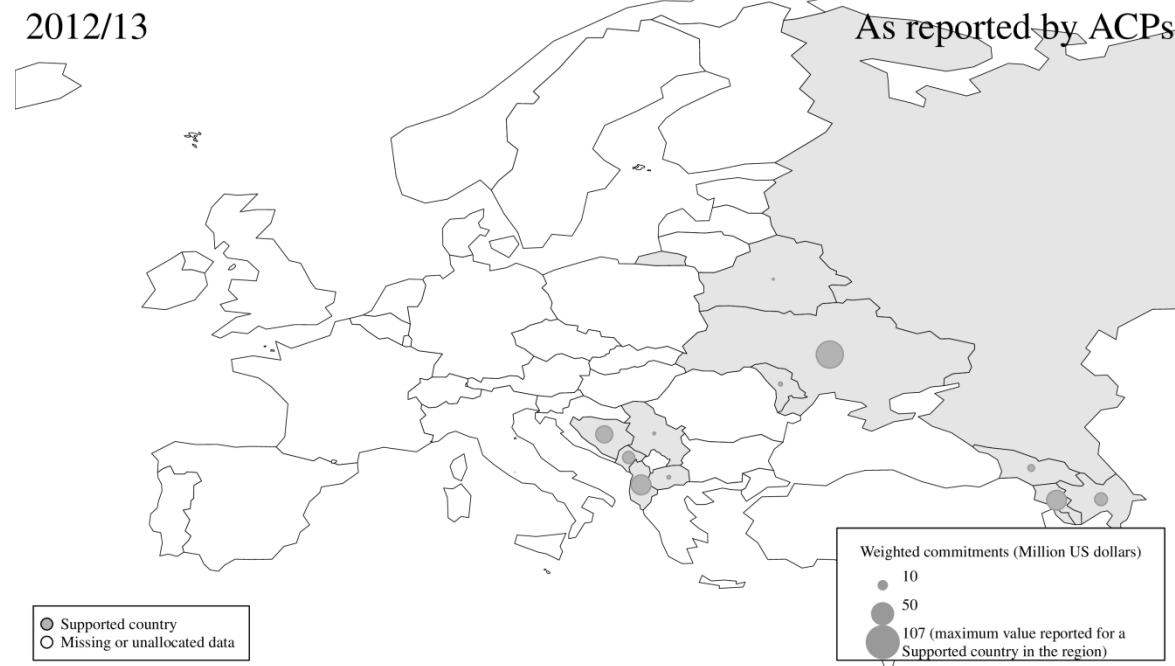 2012/13
As reported by ACPs
Weighted commitments (Million US dollars)
10
50
107 (maximum value reported for a
Supported country in the region)
Supported country
Missing or unallocated data